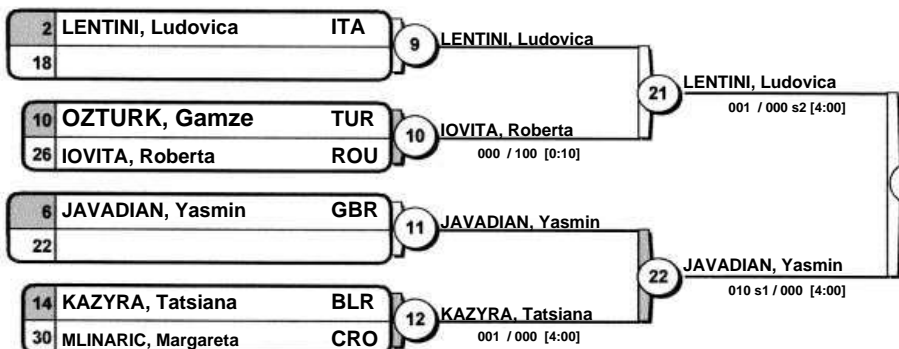 2 LENTINI, Ludovica ITA
18
9
LENTINI, Ludovica
10 OZTURK, Gamze TUR
26 IOVITA, Roberta ROU
10
IOVITA, Roberta
000 / 100 [0:10]
21
LENTINI, Ludovica
001 / 000 s2 [4:00]
6 JAVADIAN, Yasmin GBR
22
11
JAVADIAN, Yasmin
14 KAZYRA, Tatsiana BLR
30 MLINARIC, Margareta CRO
12
KAZYRA, Tatsiana
001 / 000 [4:00]
22
JAVADIAN, Yasmin
010 s1 / 000 [4:00]